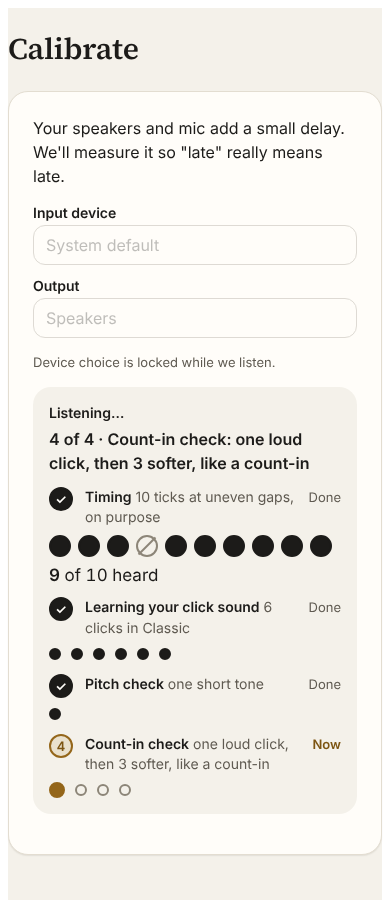 Calibrate
Your speakers and mic add a small delay.
We'll measure it so "late" really means
late.
Input device
System default
Output
Speakers
Device choice is locked while we listen.
Listening...
4 of 4 · Count-in check: one loud
click, then 3 softer, like a count-in
Timing 10 ticks at uneven gaps, Done
on purpose
9 of 10 heard
Learning your click sound 6 Done
clicks in Classic
Pitch check one short tone Done
4 Count-in check one loud click, Now
then 3 softer, like a count-in